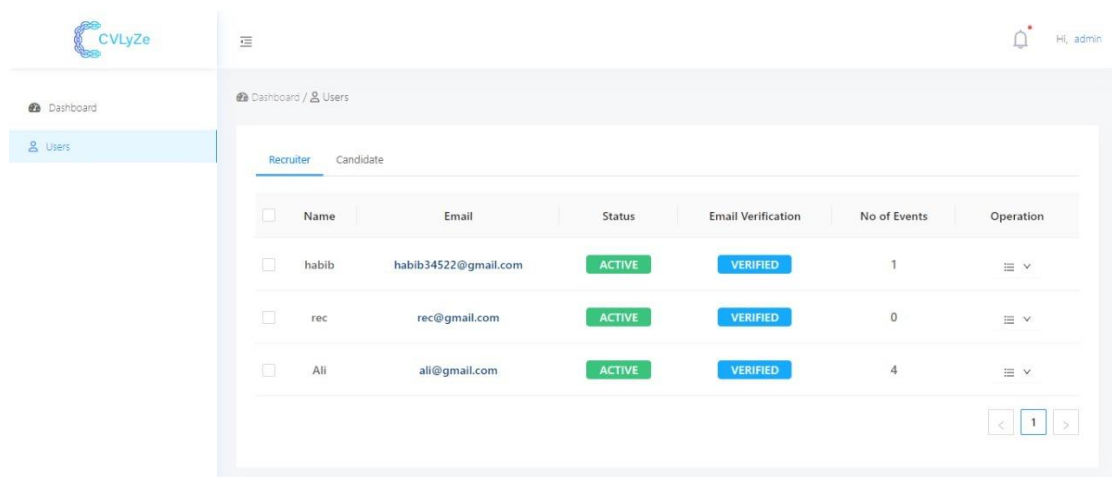 CVLyZe
Hi, admin
Dashboard
Users
Dashboard / Users
Recruiter Candidate
Name Email Status Email Verification No of Events Operation
habib habib34522@gmail.com ACTIVE VERIFIED 1
rec rec@gmail.com ACTIVE VERIFIED 0
Ali ali@gmail.com ACTIVE VERIFIED 4
< 1 >